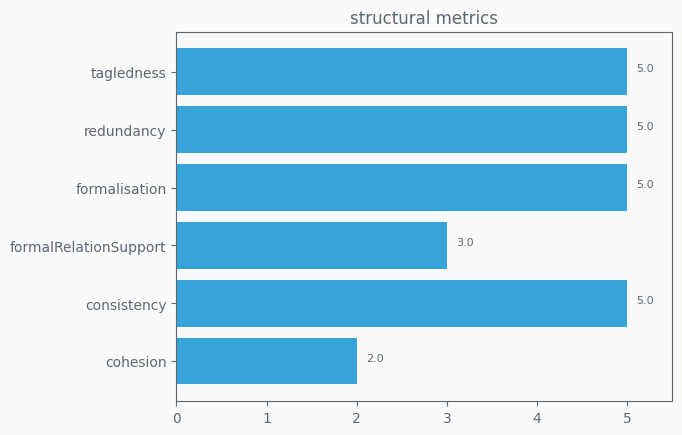 structural metrics
tagledness
5.0
redundancy
5.0
formalisation
5.0
formalRelationSupport
3.0
consistency
5.0
cohesion
2.0
0 1 2 3 4 5